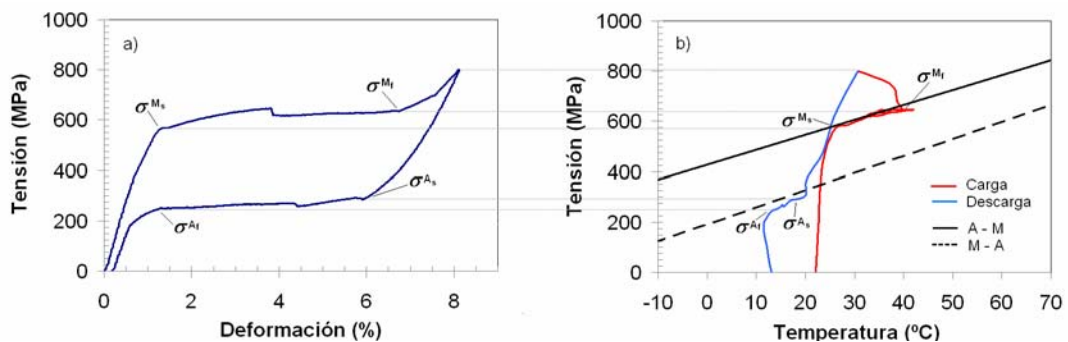 a)
Tensión (MPa)
1000
800
600
400
200
0
σMs
σMf
σAs
σAf
0
2
4
6
8
10
Deformación (%)
b)
Tensión (MPa)
1000
800
600
400
200
0
σMf
σMs
σAf
σAs
Carga
Descarga
A - M
M - A
-10
0
10
20
30
40
50
60
70
Temperatura (ºC)